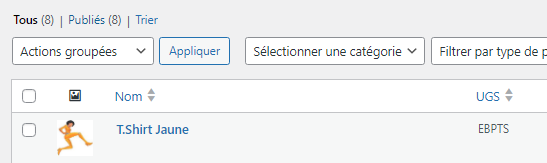 Tous (8) | Publiés (8) | Trier
Actions groupées Appliquer Sélectionner une catégorie Filtrer par type de p
Nom UGS
T.Shirt Jaune EBPTS